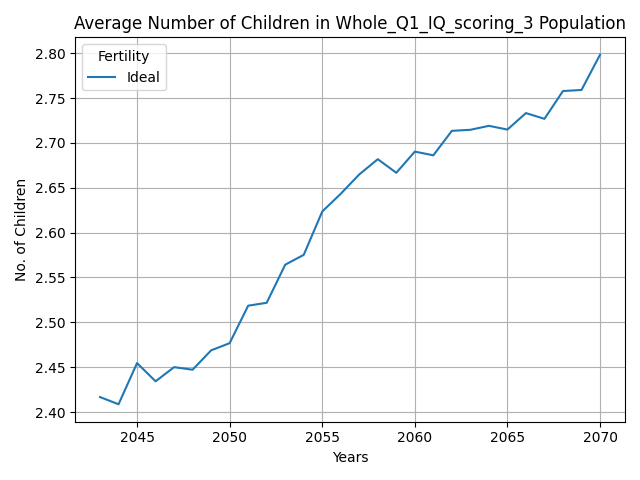 Average Number of Children in Whole_Q1_IQ_scoring_3 Population
Fertility
Ideal
2.80
2.75
2.70
2.65
2.60
2.55
2.50
2.45
2.40
No. of Children
2045 2050 2055 2060 2065 2070
Years